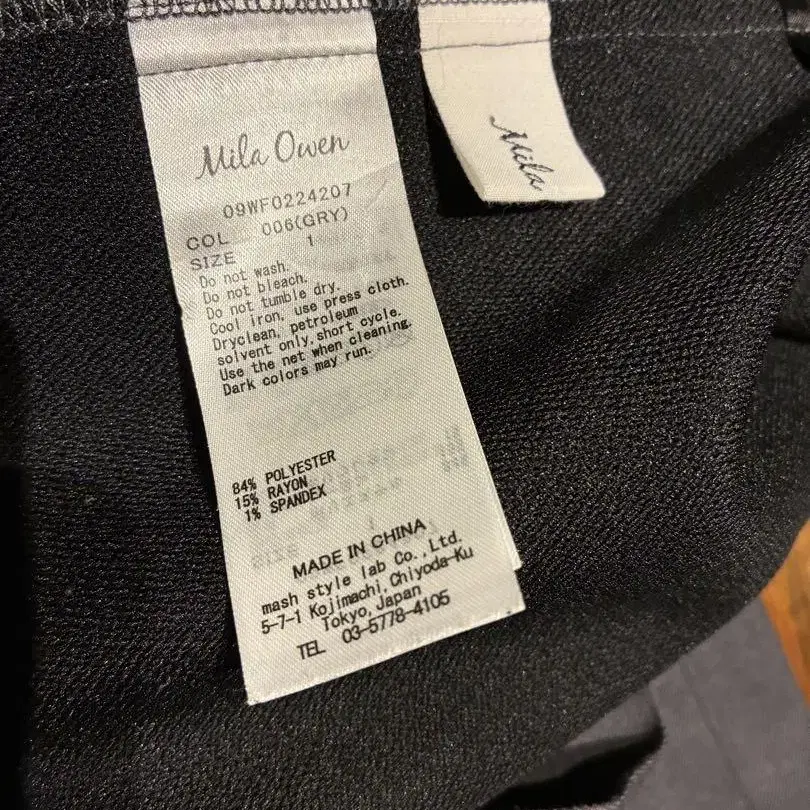 Mila Owen
09WF0224207
COL 006(GRY)
SIZE 1
Do not wash.
Do not bleach.
Do not tumble dry.
Cool iron, use press cloth.
Dryclean, petroleum
solvent only,short cycle.
Use the net when cleaning.
Dark colors may run.
84% POLYESTER
15% RAYON
1% SPANDEX
MADE IN CHINA
mash style lab Co.,Ltd.
5-7-1 Kojimachi,Chiyoda-Ku
Tokyo,Japan
TEL 03-5778-4105
Mila